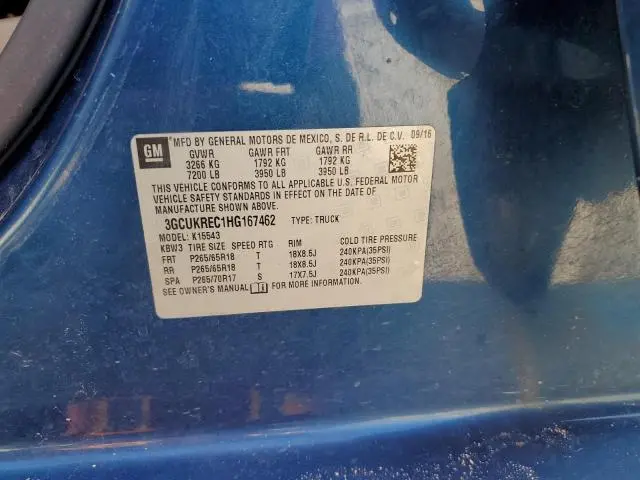 GM
MFD BY GENERAL MOTORS DE MEXICO, S. DE R.L. DE C.V. 09/16
GVWR GAWR FRT GAWR RR
3266 KG 1792 KG 1792 KG
7200 LB 3950 LB 3950 LB
THIS VEHICLE CONFORMS TO ALL APPLICABLE U.S. FEDERAL MOTOR
VEHICLE SAFETY STANDARDS IN EFFECT ON THE DATE OF
MANUFACTURE SHOWN ABOVE.
3GCUKREC1HG167462 TYPE: TRUCK
MODEL: K15543
KBW3 TIRE SIZE SPEED RTG RIM COLD TIRE PRESSURE
FRT P265/65R18 T 18X8.5J 240KPA(35PSI)
RR P265/65R18 T 18X8.5J 240KPA(35PSI)
SPA P265/70R17 S 17X7.5J 240KPA(35PSI)
SEE OWNER'S MANUAL FOR MORE INFORMATION.